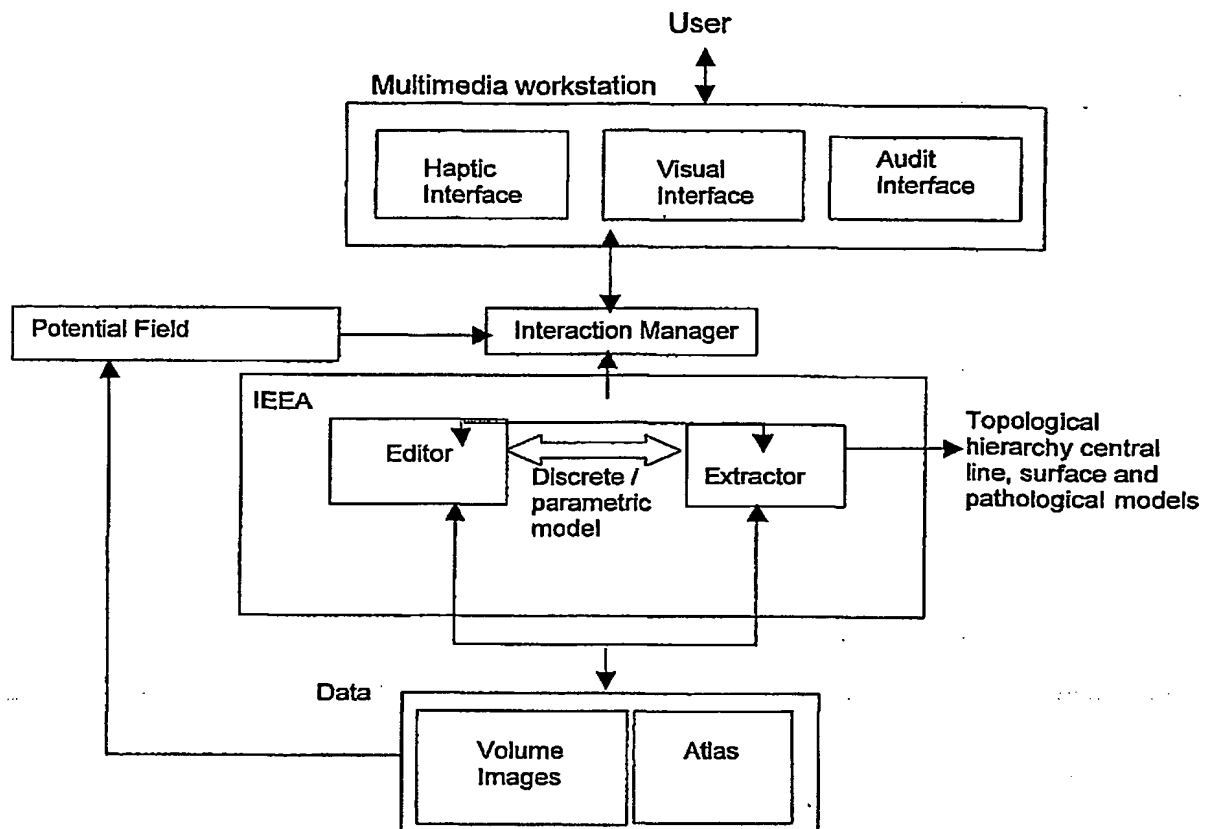 User
Multimedia workstation
Haptic
Interface
Visual
Interface
Audit
Interface
Potential Field
Interaction Manager
IEEA
Editor
Discrete /
parametric
model
Extractor
Topological
hierarchy central
line, surface and
pathological models
Data
Volume
Images
Atlas